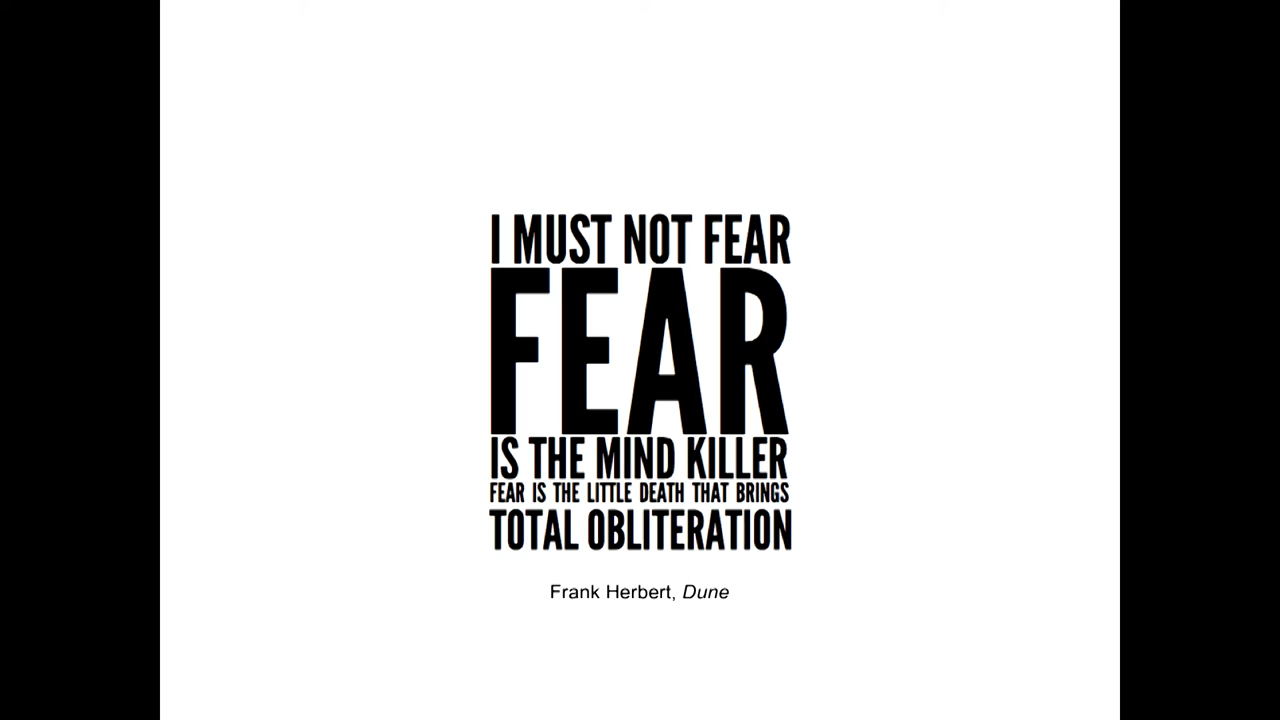 I MUST NOT FEAR
FEAR
IS THE MIND KILLER
FEAR IS THE LITTLE DEATH THAT BRINGS
TOTAL OBLITERATION
Frank Herbert, Dune